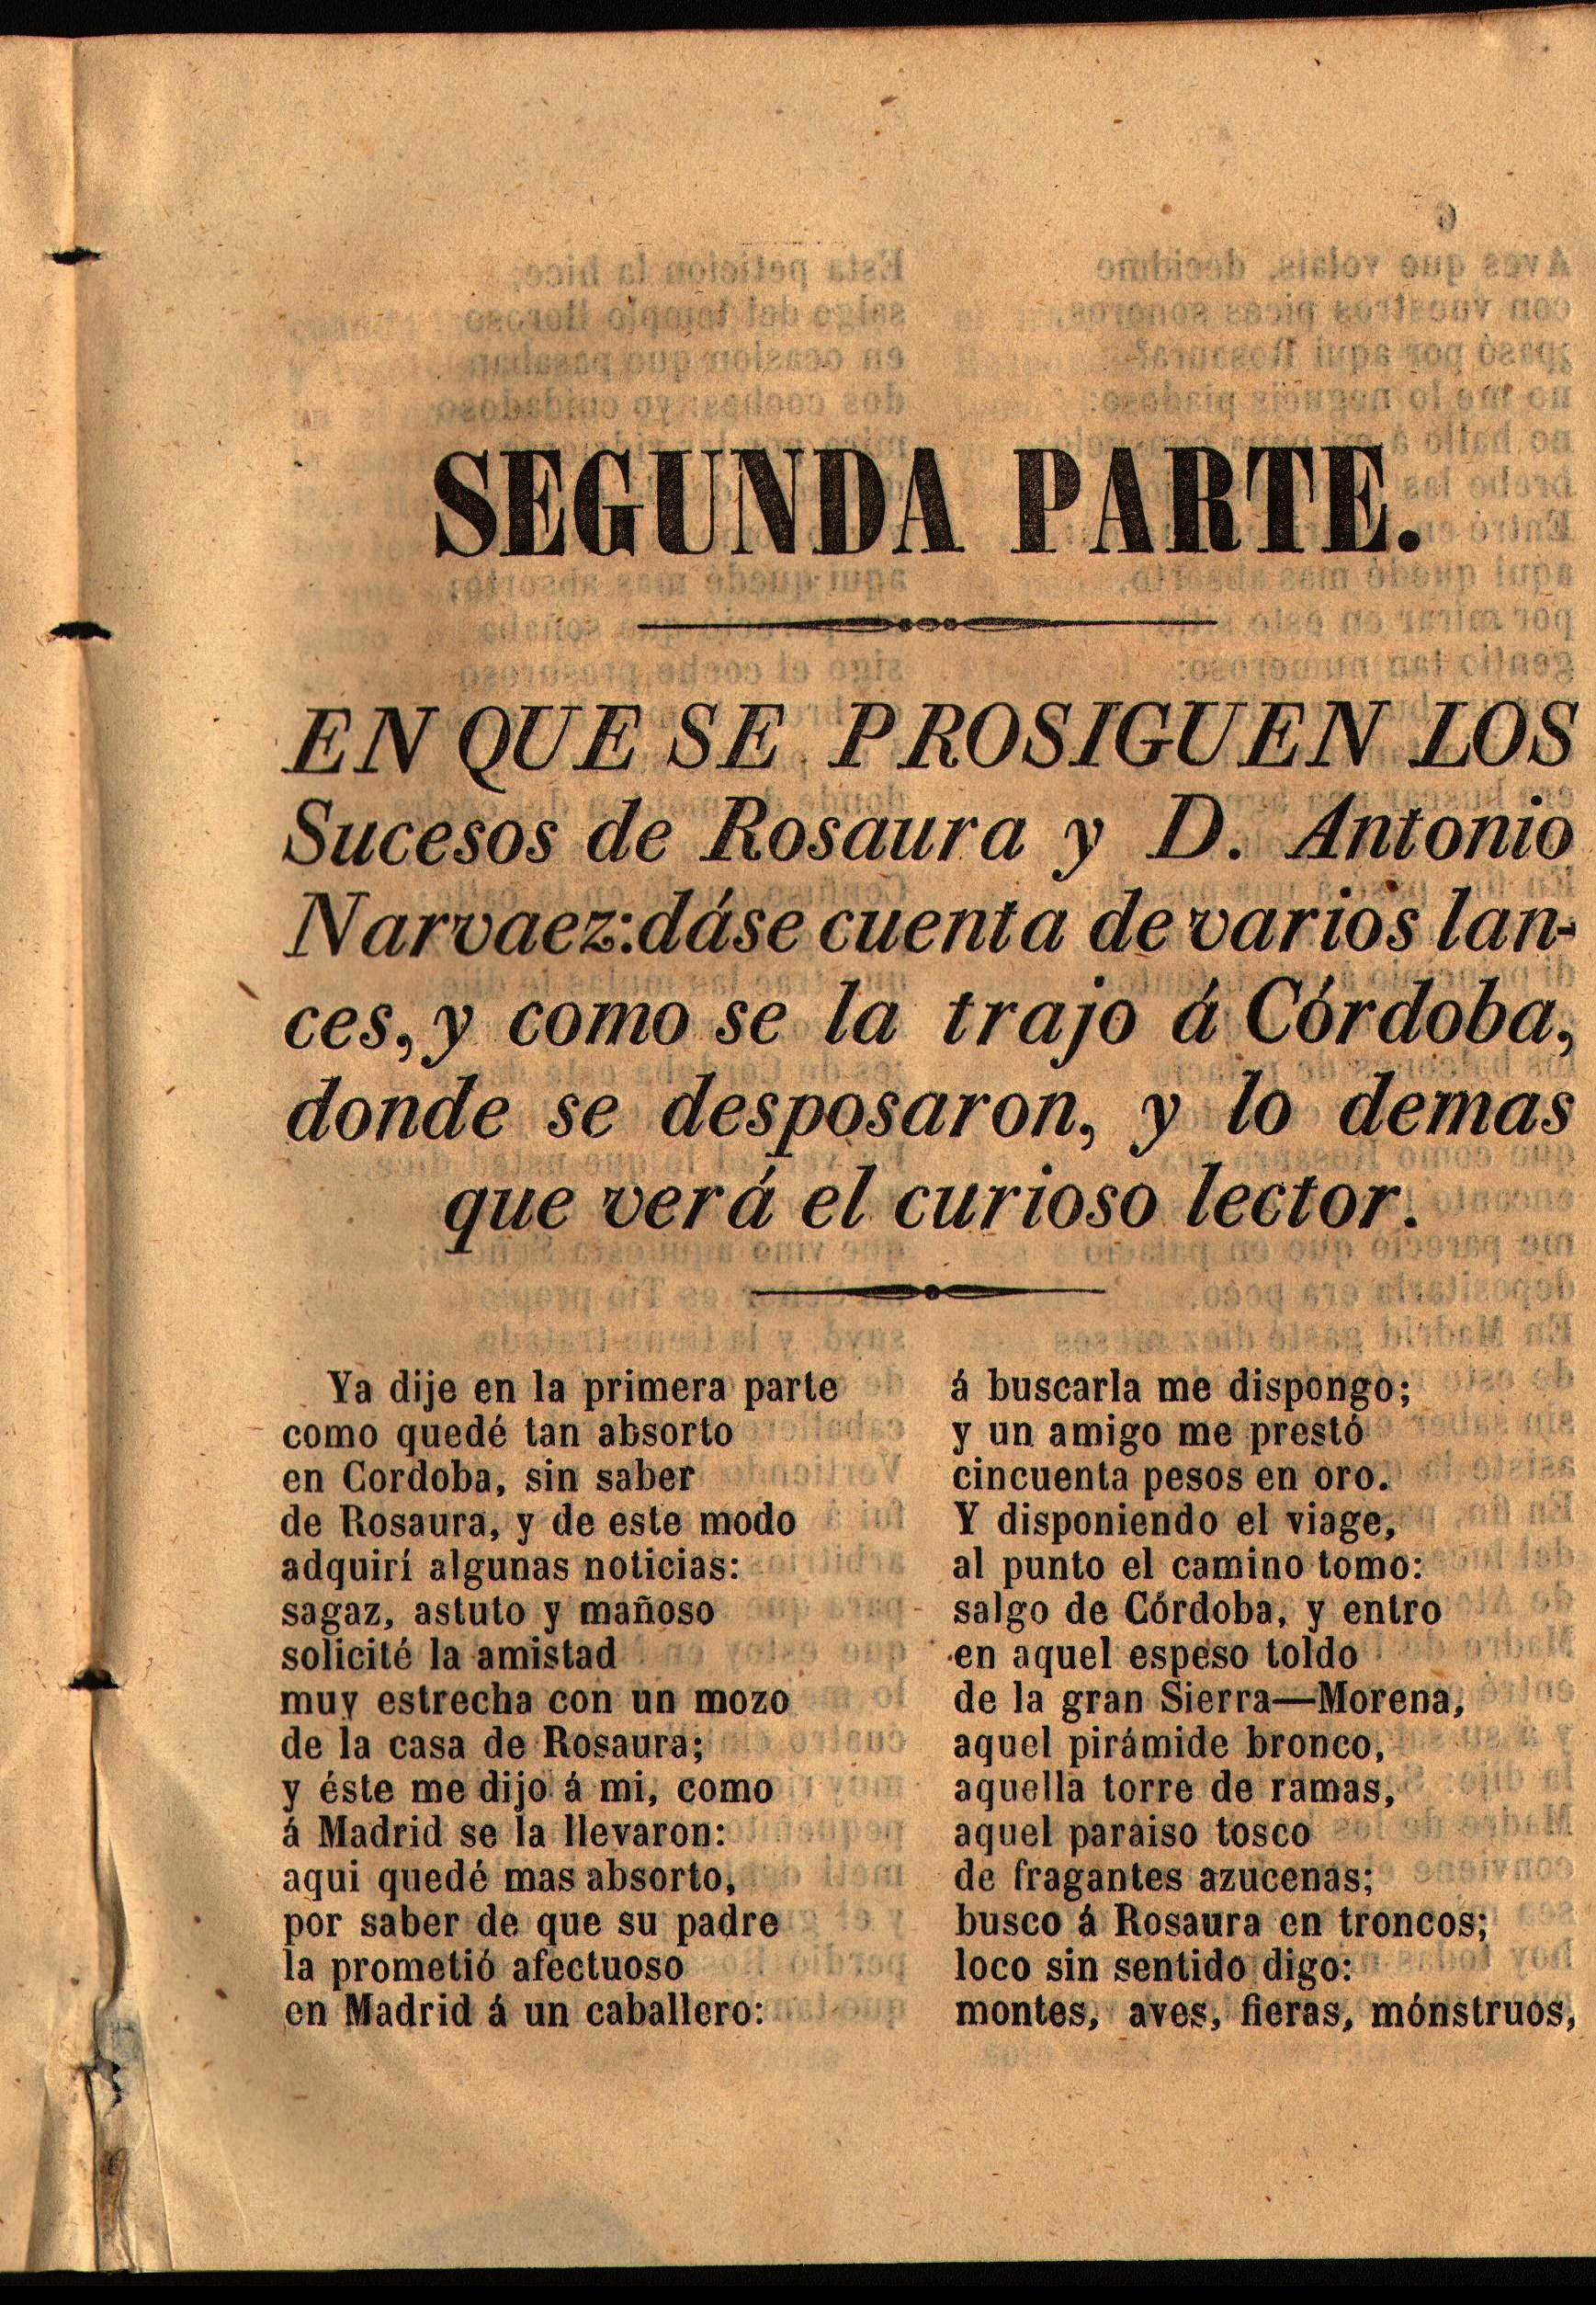 SEGUNDA PARTE.
EN QUE SE PROSIGUEN LOS
Sucesos de Rosaura y D. Antonio
Narvaez: dáse cuenta de varios lan-
ces, y como se la trajo á Córdoba,
donde se desposaron, y lo demas
que verá el curioso lector.
Ya dije en la primera parte
como quedé tan absorto
en Cordoba, sin saber
de Rosaura, y de este modo
adquirí algunas noticias:
sagaz, astuto y mañoso
solicité la amistad
muy estrecha con un mozo
de la casa de Rosaura;
y éste me dijo á mi, como
á Madrid se la llevaron:
aqui quedé mas absorto,
por saber de que su padre
la prometió afectuoso
en Madrid á un caballero:
á buscarla me dispongo;
y un amigo me prestó
cincuenta pesos en oro.
Y disponiendo el viage,
al punto el camino tomo:
salgo de Córdoba, y entro
en aquel espeso toldo
de la gran Sierra—Morena,
aquel pirámide bronco,
aquella torre de ramas,
aquel paraiso tosco
de fragantes azucenas;
busco á Rosaura en troncos;
loco sin sentido digo:
montes, aves, fieras, mónstruos,